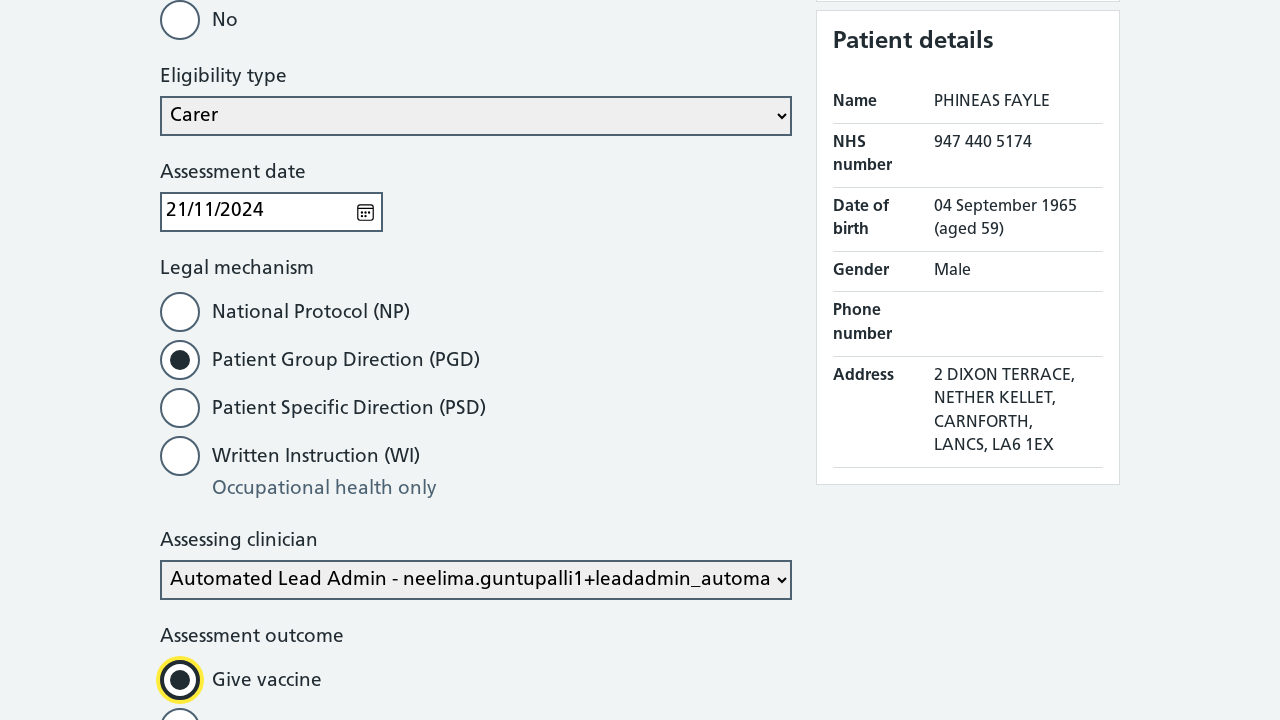 No
Eligibility type
Carer
Assessment date
21/11/2024
Legal mechanism
National Protocol (NP)
Patient Group Direction (PGD)
Patient Specific Direction (PSD)
Written Instruction (WI)
Occupational health only
Assessing clinician
Automated Lead Admin - neelima.guntupalli1+leadadmin_automa
Assessment outcome
Give vaccine
Patient details
Name PHINEAS FAYLE
NHS number 947 440 5174
Date of birth 04 September 1965
(aged 59)
Gender Male
Phone number
Address 2 DIXON TERRACE,
NETHER KELLET,
CARNFORTH,
LANCS, LA6 1EX